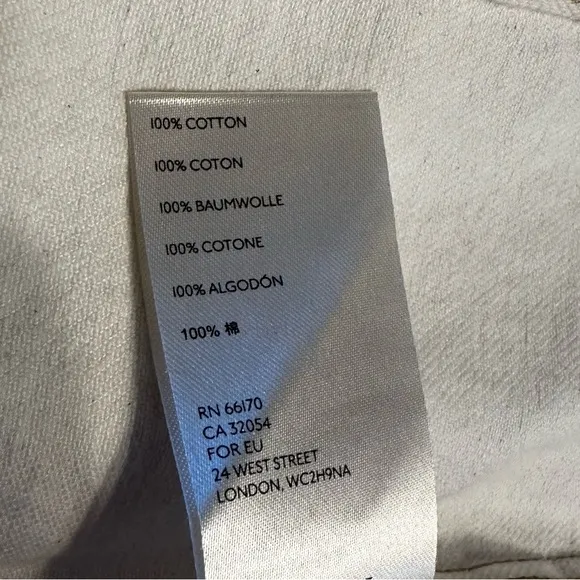 100% COTTON
100% COTON
100% BAUMWOLLE
100% COTONE
100% ALGODÓN
100% 棉
RN 66170
CA 32054
FOR EU
24 WEST STREET
LONDON, WC2H9NA